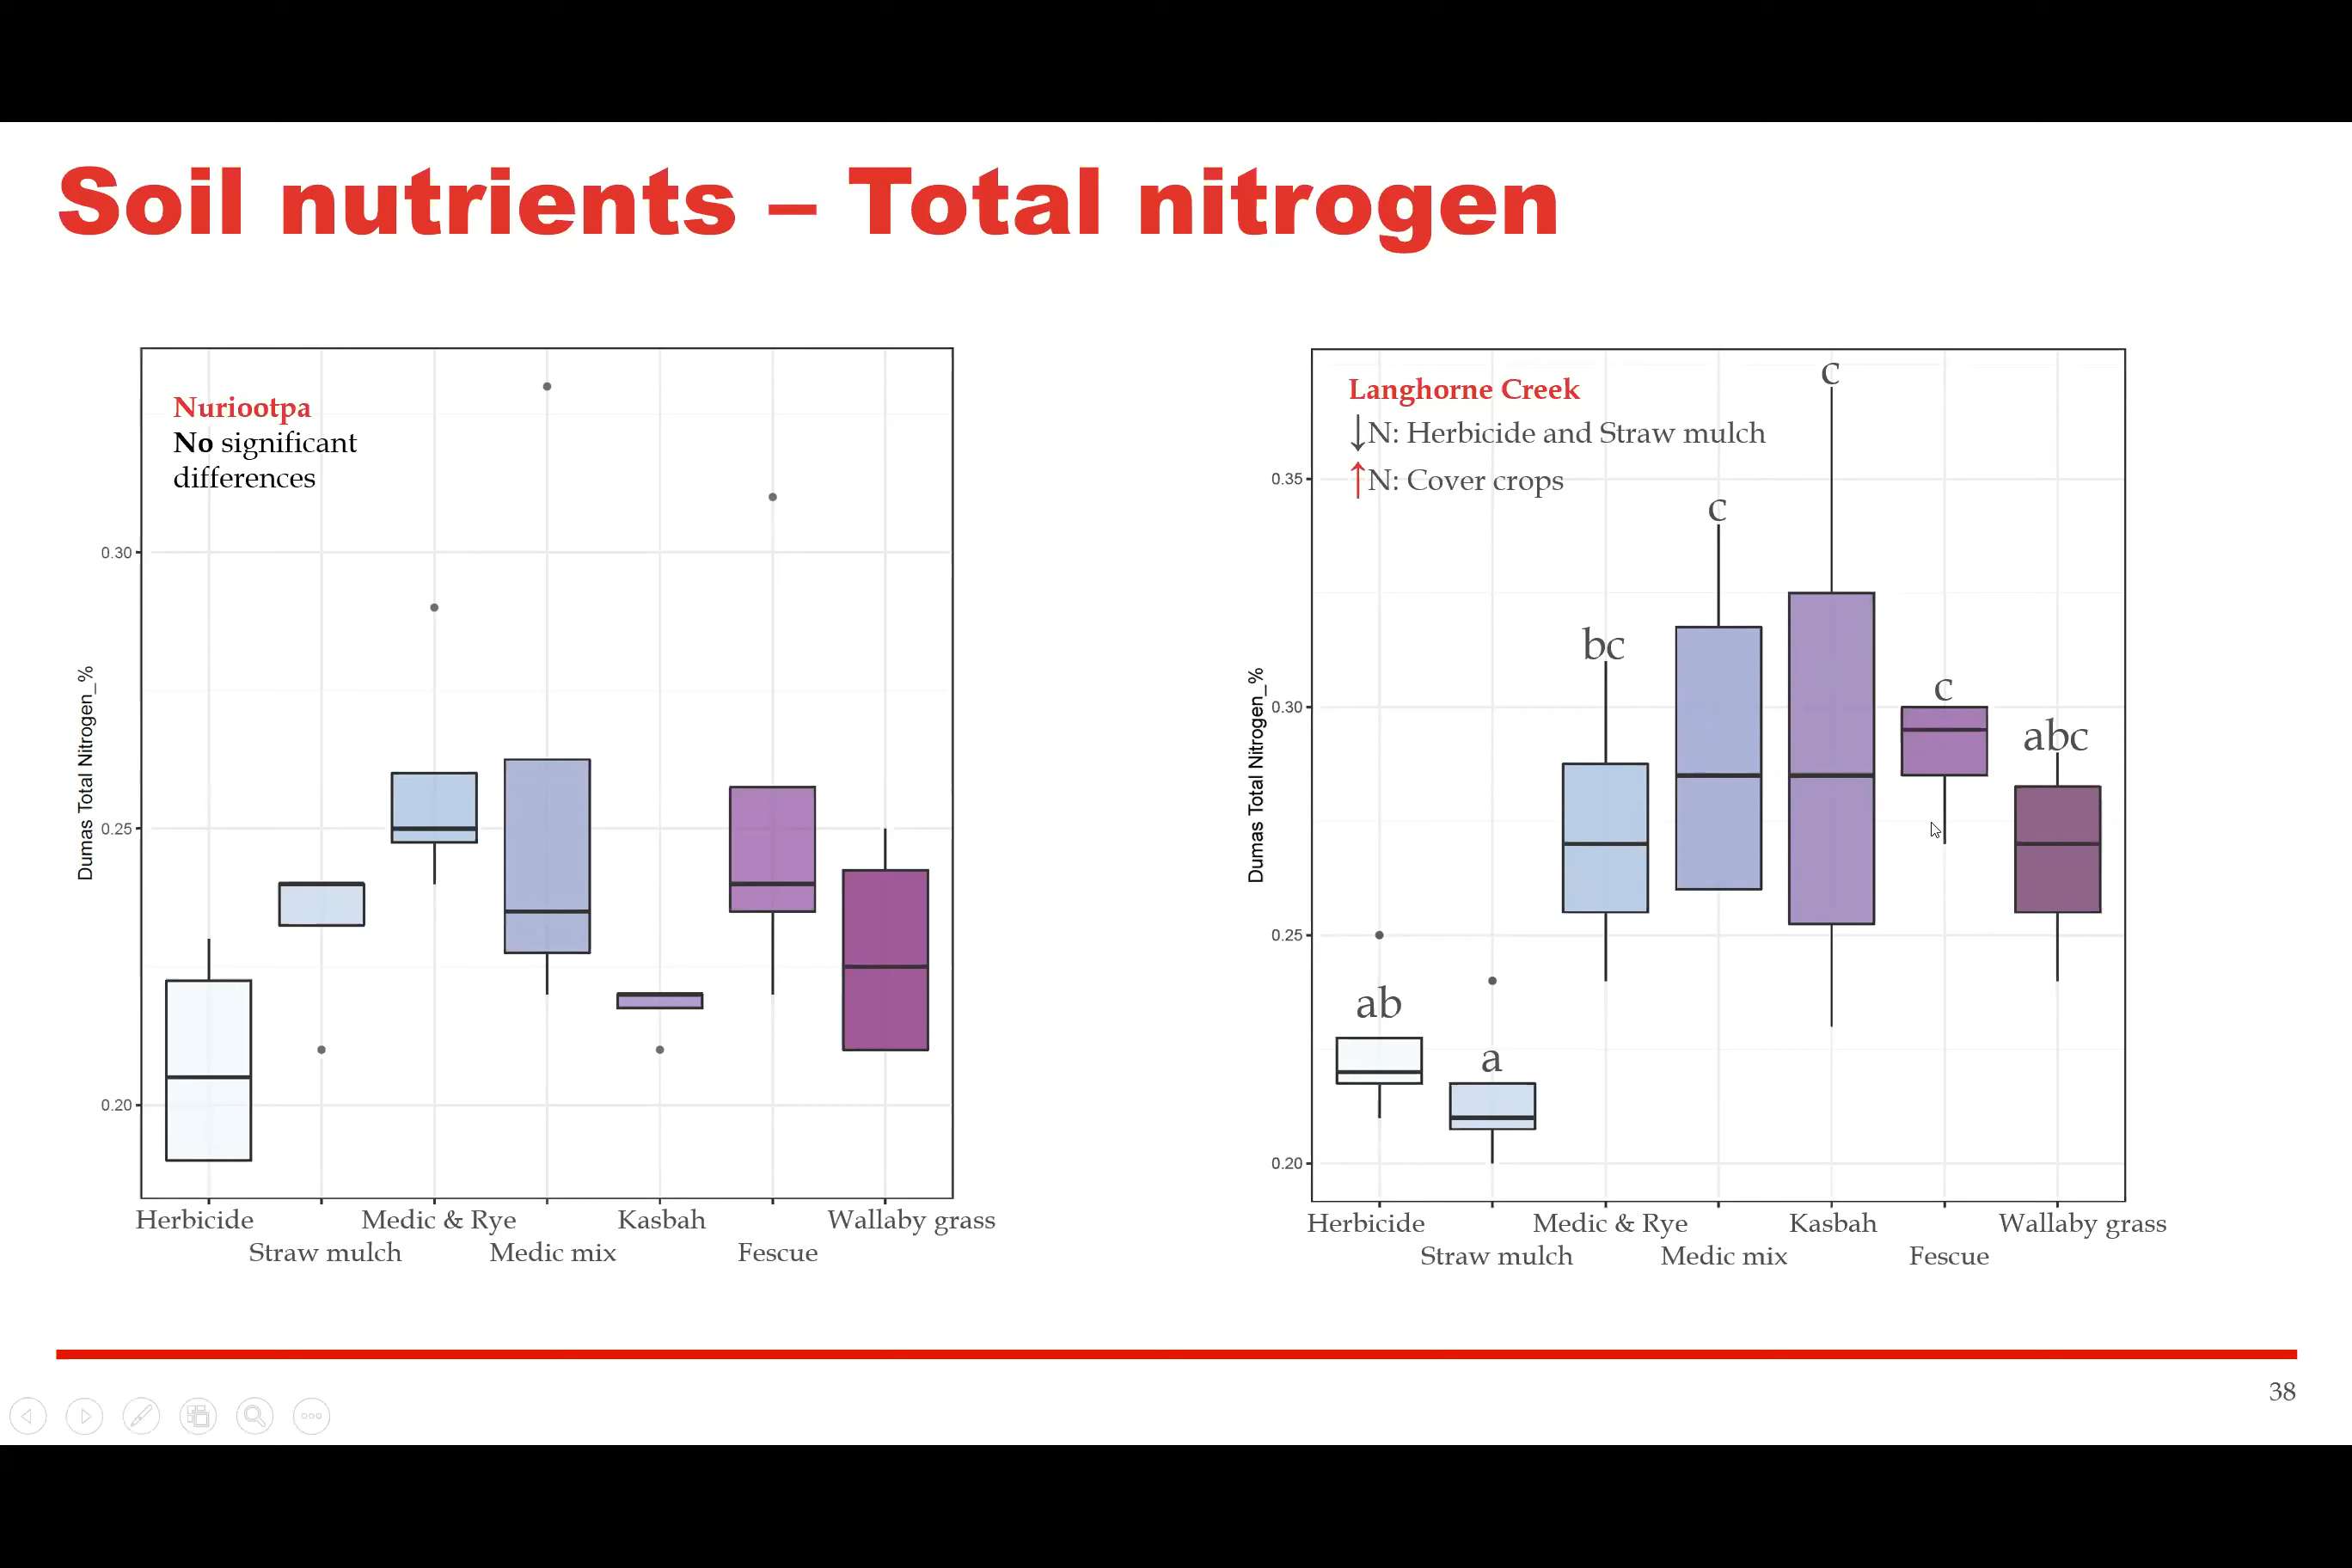 Soil nutrients – Total nitrogen
Nuriootpa
No significant
differences
0.30
0.25
0.20
Dumas Total Nitrogen_%
Herbicide
Straw mulch
Medic & Rye
Medic mix
Kasbah
Fescue
Wallaby grass
Langhorne Creek
↓N: Herbicide and Straw mulch
↑N: Cover crops
0.35
0.30
0.25
0.20
Dumas Total Nitrogen_%
ab
a
bc
c
c
c
abc
Herbicide
Straw mulch
Medic & Rye
Medic mix
Kasbah
Fescue
Wallaby grass
38